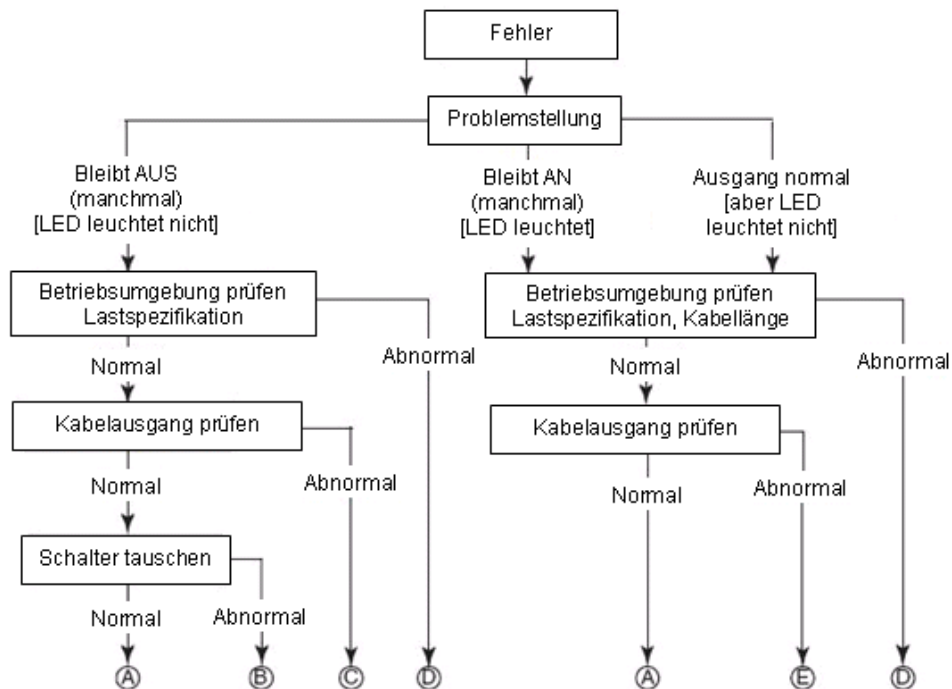 Fehler
Problemstellung
Bleibt AUS
(manchmal)
[LED leuchtet nicht]
Bleibt AN
(manchmal)
[LED leuchtet]
Ausgang normal
[aber LED
leuchtet nicht]
Betriebsumgebung prüfen
Lastspezifikation
Betriebsumgebung prüfen
Lastspezifikation, Kabellänge
Normal
Abnormal
Normal
Abnormal
Kabelausgang prüfen
Kabelausgang prüfen
Normal
Abnormal
Normal
Abnormal
Schalter tauschen
Normal
Abnormal
A
B
C
D
A
E
D